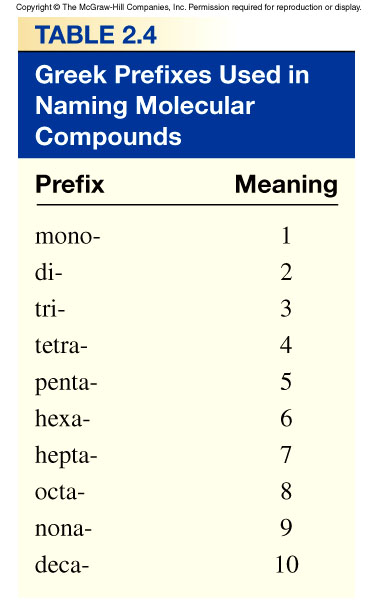 Copyright © The McGraw-Hill Companies, Inc. Permission required for reproduction or display.
TABLE 2.4
Greek Prefixes Used in
Naming Molecular
Compounds
Prefix Meaning
mono- 1
di- 2
tri- 3
tetra- 4
penta- 5
hexa- 6
hepta- 7
octa- 8
nona- 9
deca- 10